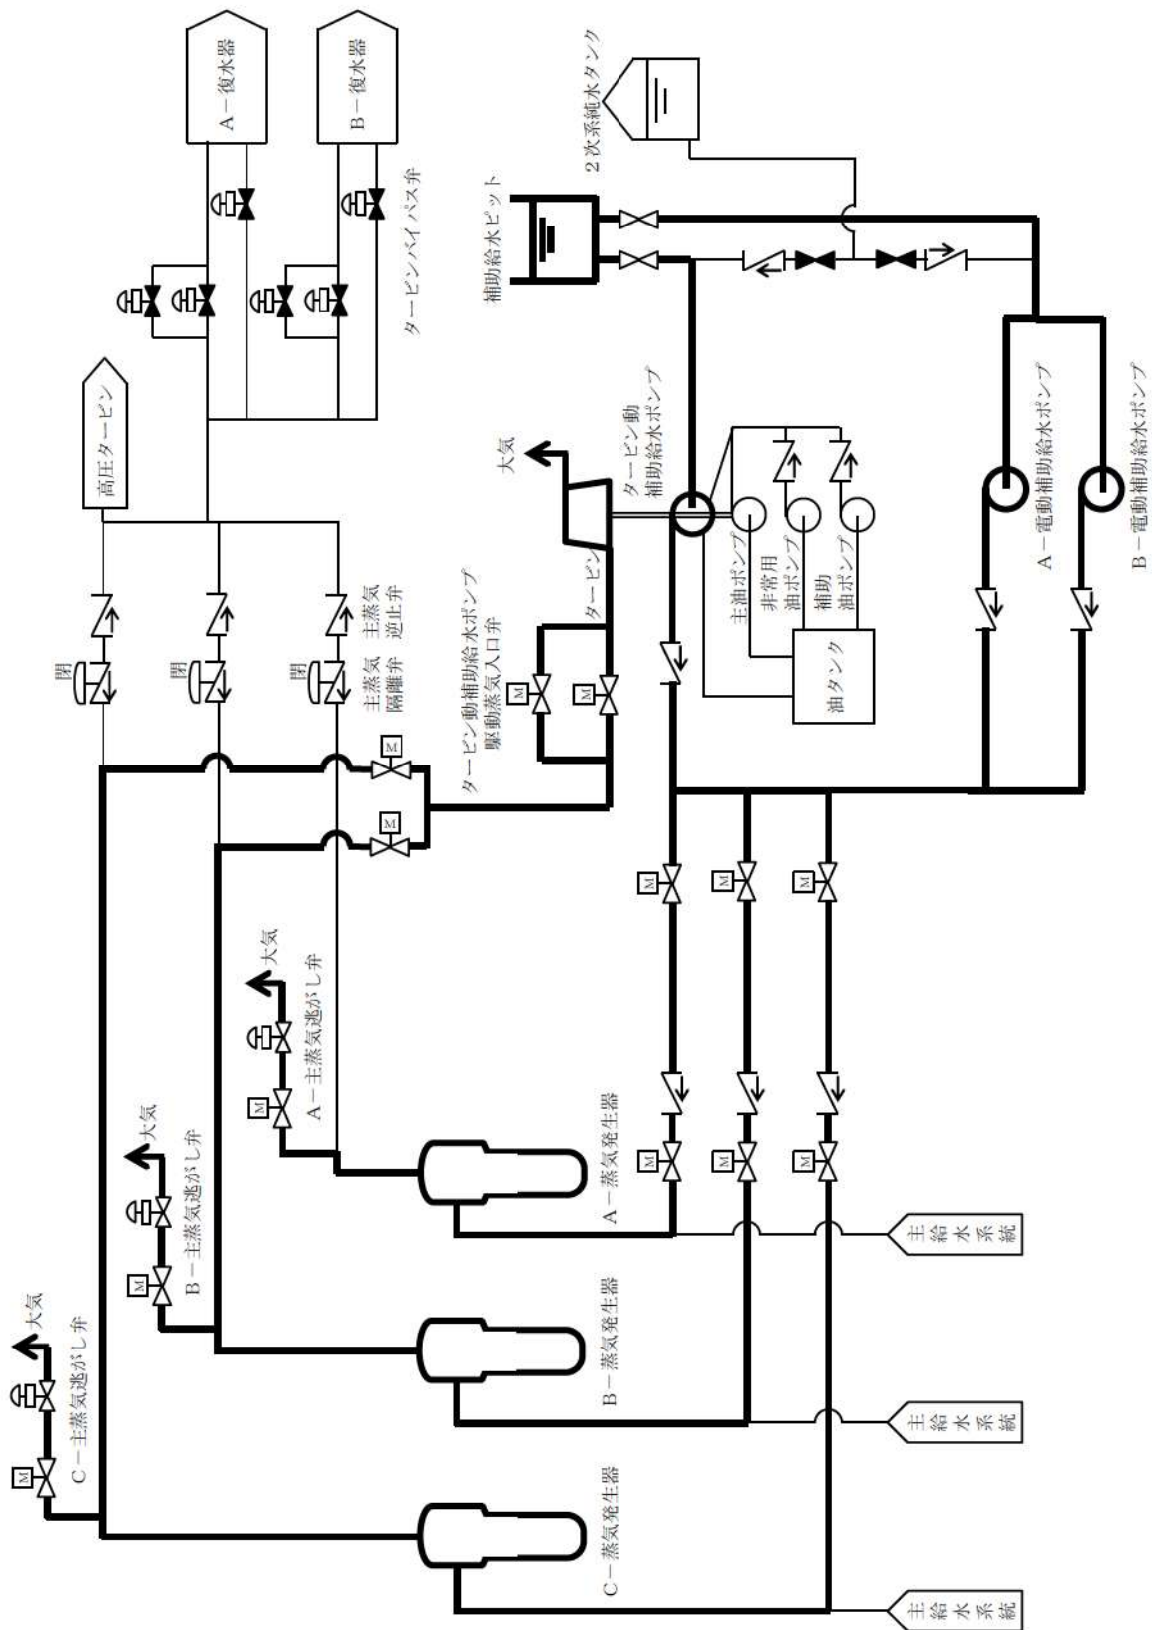 A－復水器
B－復水器
タービンバイパス弁
2次系純水タンク
補助給水ピット
高圧タービン
大気
タービン動
補助給水ポンプ
タービン
主油ポンプ
非常用
油ポンプ
補助
油ポンプ
油タンク
A－電動補助給水ポンプ
B－電動補助給水ポンプ
閉
閉
閉
主蒸気
逆止弁
主蒸気
隔離弁
タービン動補助給水ポンプ
駆動蒸気入口弁
M
M
M
M
M
M
M
M
M
M
大気
M
A－主蒸気逃がし弁
大気
M
B－主蒸気逃がし弁
大気
M
C－主蒸気逃がし弁
A－蒸気発生器
B－蒸気発生器
C－蒸気発生器
主給水系統
主給水系統
主給水系統